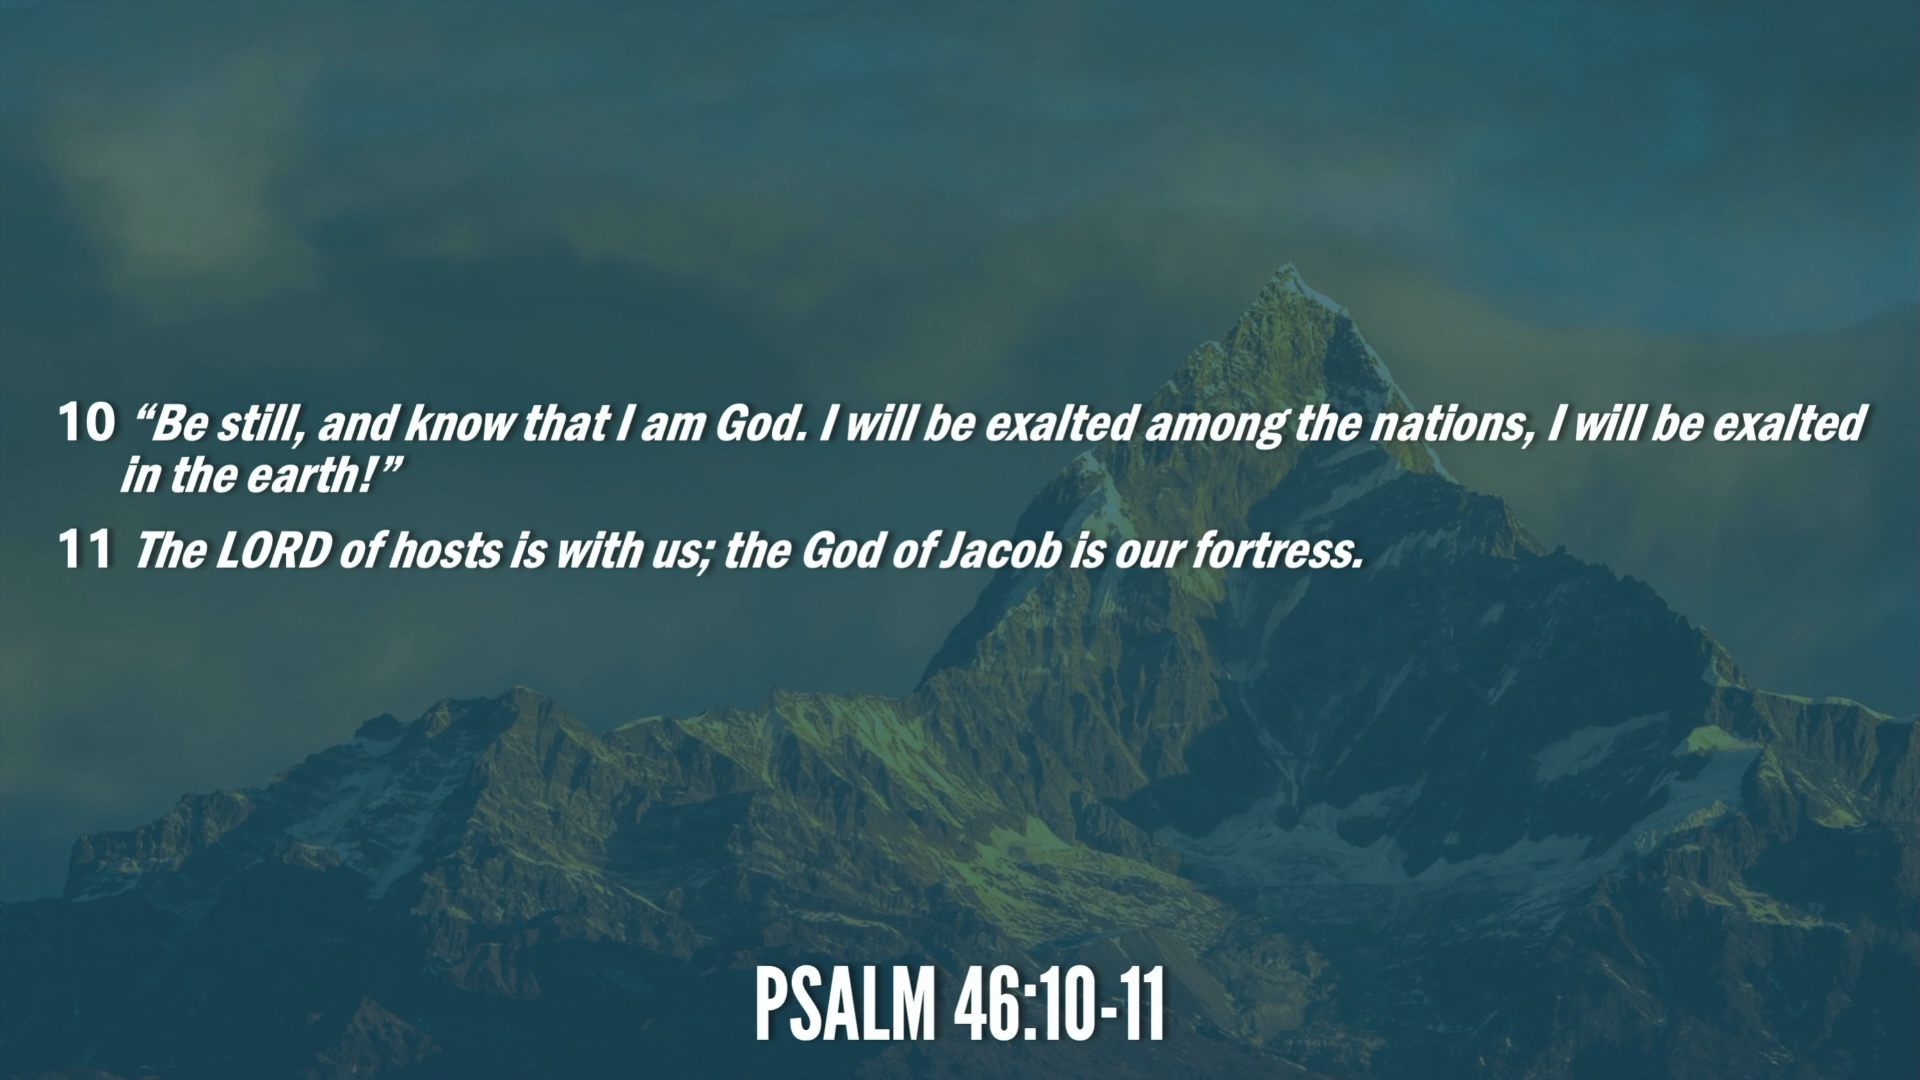 10 “Be still, and know that I am God. I will be exalted among the nations, I will be exalted
in the earth!”
11 The LORD of hosts is with us; the God of Jacob is our fortress.
PSALM 46:10-11